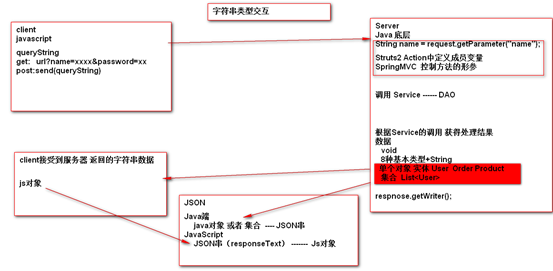 字符串类型交互
client
javascript
queryString
get: url?name=xxxx&password=xx
post:send(queryString)
Server
Java 底层
String name = request.getParameter("name");
Struts2 Action中定义成员变量
SpringMVC 控制方法的形参
调用 Service ------ DAO
根据Service的调用 获得处理结果
数据
void
8种基本类型+String
单个对象 实体 User Order Product
集合 List<User>
respnose.getWriter();
client接受到服务器 返回的字符串数据
js对象
JSON
Java端
java对象 或者 集合 ---- JSON串
JavaScript
JSON串（responseText） ------- Js对象